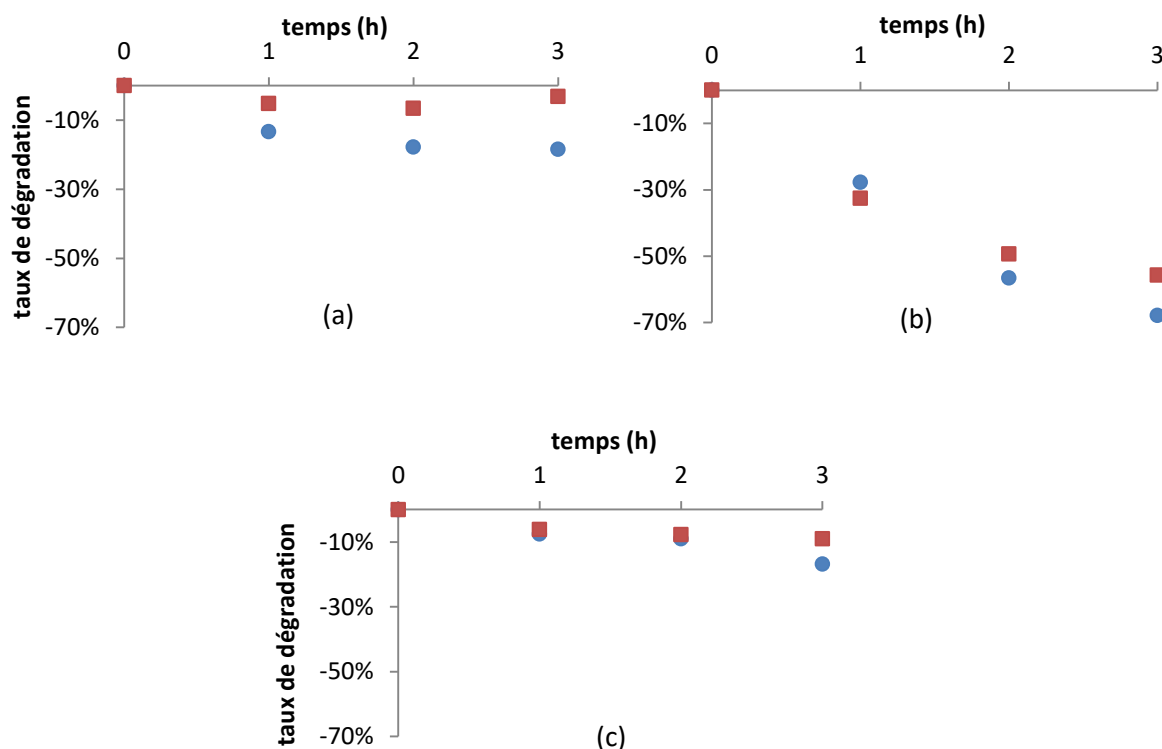 temps (h)
0 1 2 3
-10%
-30%
-50%
-70%
taux de dégradation
(a)
temps (h)
0 1 2 3
-10%
-30%
-50%
-70%
(b)
temps (h)
0 1 2 3
-10%
-30%
-50%
-70%
taux de dégradation
(c)